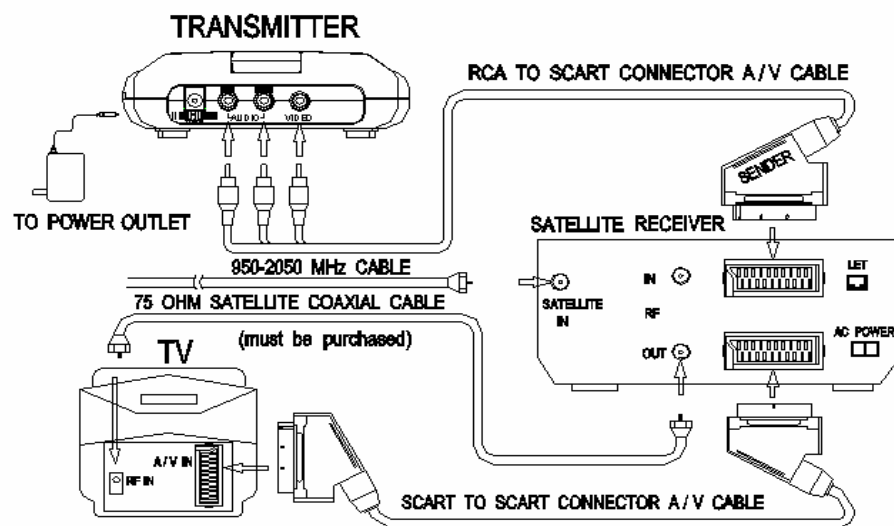 TRANSMITTER
RCA TO SCART CONNECTOR A/V CABLE
AUDIO
VIDEO
SENDER
TO POWER OUTLET
SATELLITE RECEIVER
950-2050 MHz CABLE
IN
LET
75 OHM SATELLITE COAXIAL CABLE
SATELLITE
IN
RF
(must be purchased)
AC POWER
TV
OUT
A/V IN
RF IN
SCART TO SCART CONNECTOR A/V CABLE